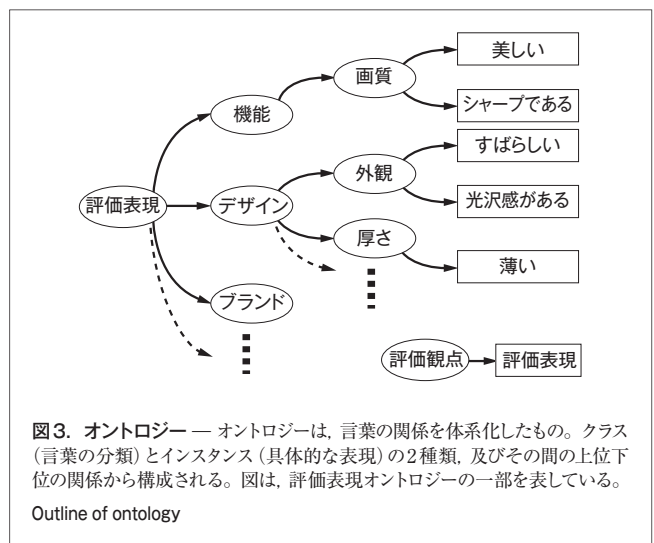 美しい
画質
シャープである
機能
すばらしい
外観
評価表現
デザイン
光沢感がある
厚さ
薄い
ブランド
評価観点
評価表現
図3. オントロジー — オントロジーは, 言葉の関係を体系化したもの。クラス
(言葉の分類) とインスタンス (具体的な表現) の2種類, 及びその間の上位下
位の関係から構成される。図は, 評価表現オントロジーの一部を表している。
Outline of ontology